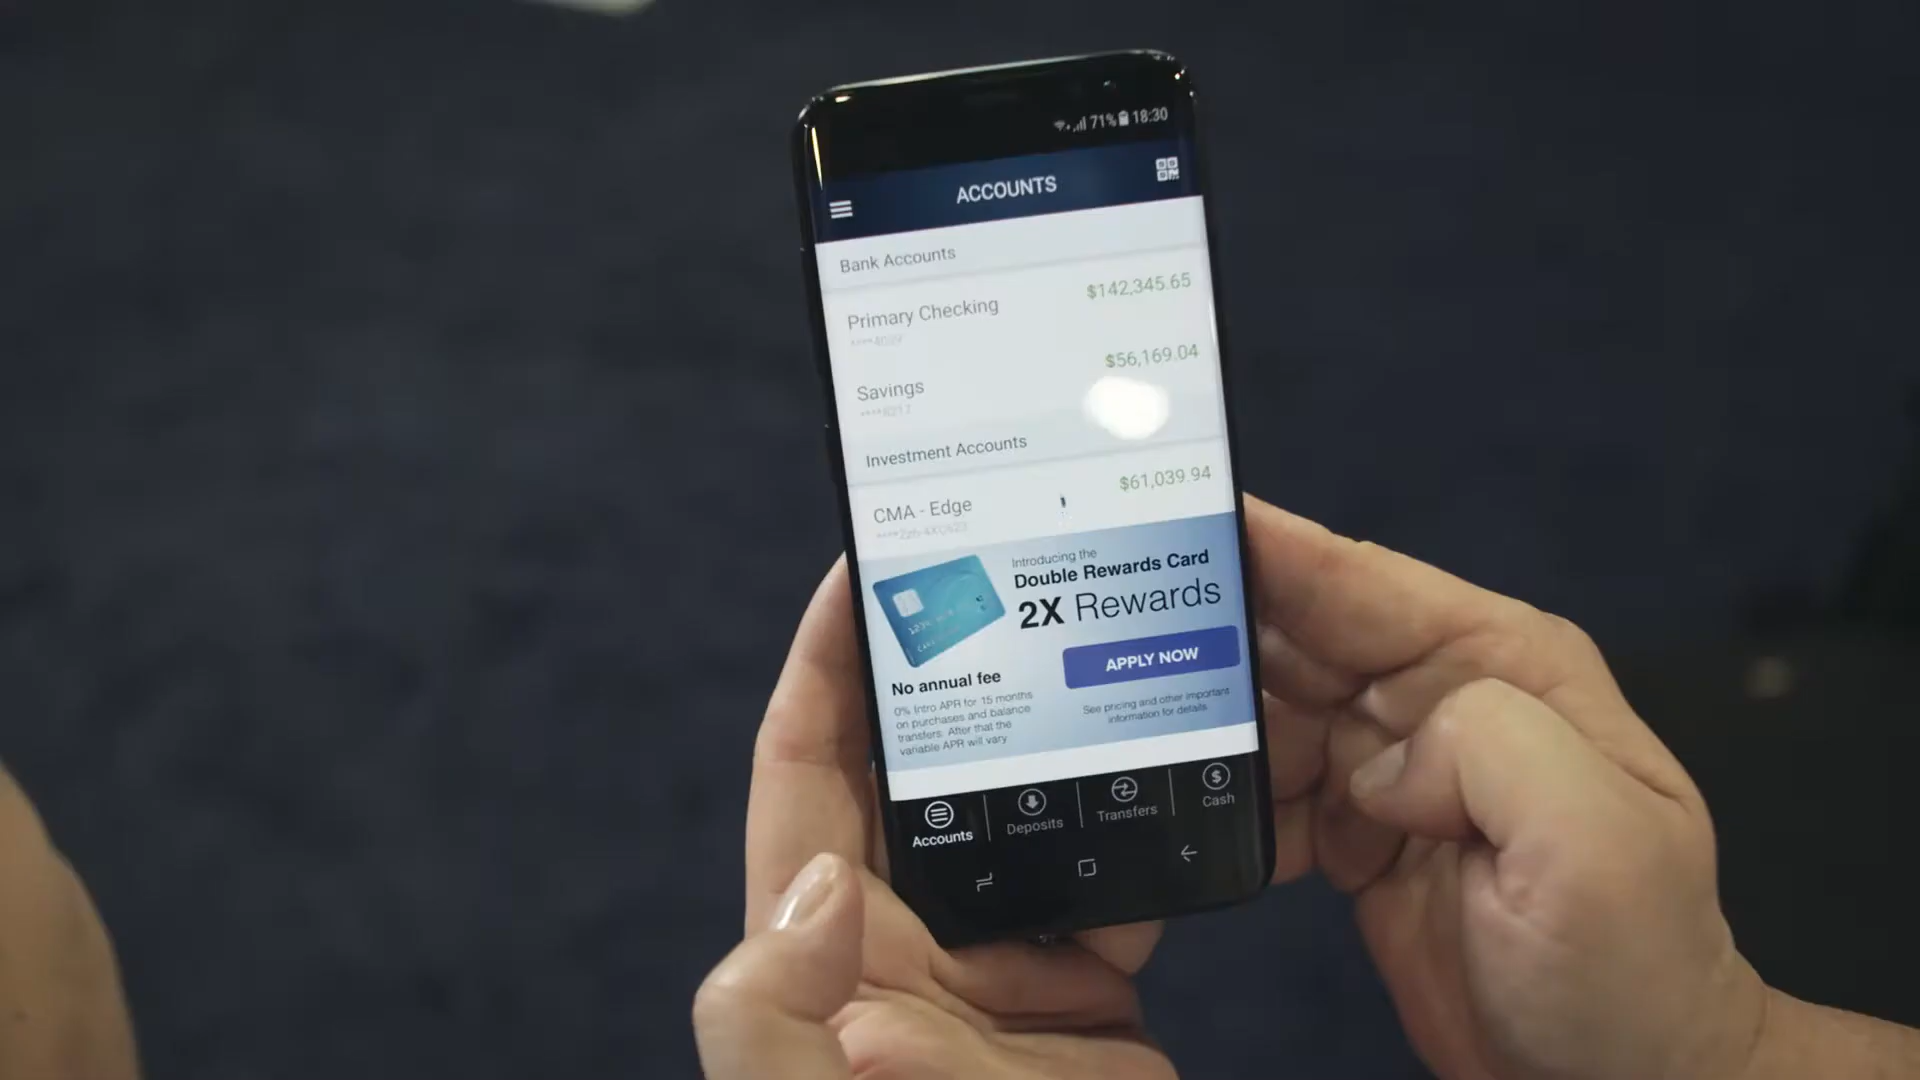 71% 18:30
ACCOUNTS
Bank Accounts
Primary Checking
$142,345.65
Savings
$56,169.04
Investment Accounts
CMA - Edge
$61,039.94
Introducing the
Double Rewards Card
2X Rewards
APPLY NOW
See pricing and other important
information for details
No annual fee
0% Intro APR for 15 months
on purchases and balance
transfers. After that the
variable APR will vary
Accounts
Deposits
Transfers
Cash